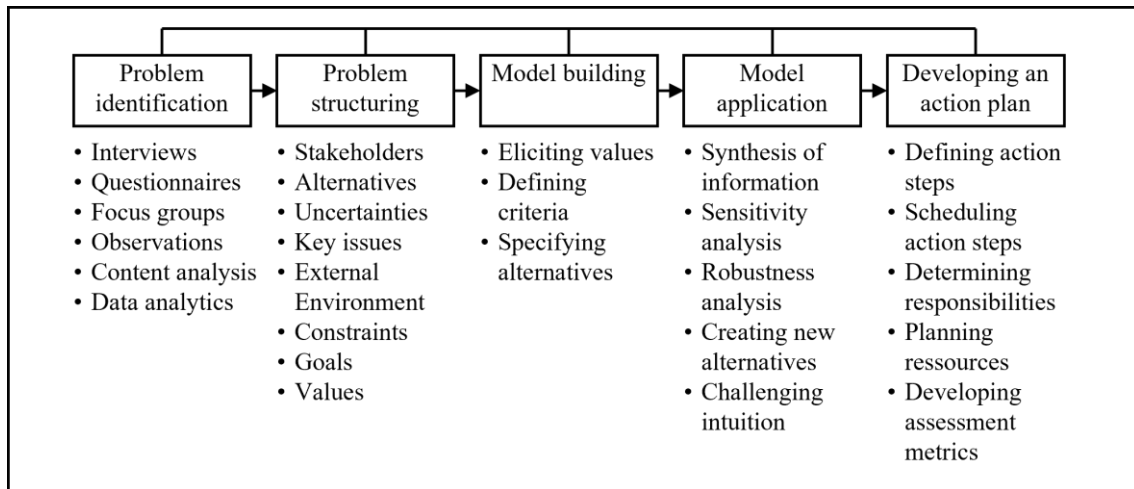 Problem
identification
Problem
structuring
Model building
Model
application
Developing an
action plan
• Interviews
• Questionnaires
• Focus groups
• Observations
• Content analysis
• Data analytics
• Stakeholders
• Alternatives
• Uncertainties
• Key issues
• External
Environment
• Constraints
• Goals
• Values
• Eliciting values
• Defining
criteria
• Specifying
alternatives
• Synthesis of
information
• Sensitivity
analysis
• Robustness
analysis
• Creating new
alternatives
• Challenging
intuition
• Defining action
steps
• Scheduling
action steps
• Determining
responsibilities
• Planning
ressources
• Developing
assessment
metrics